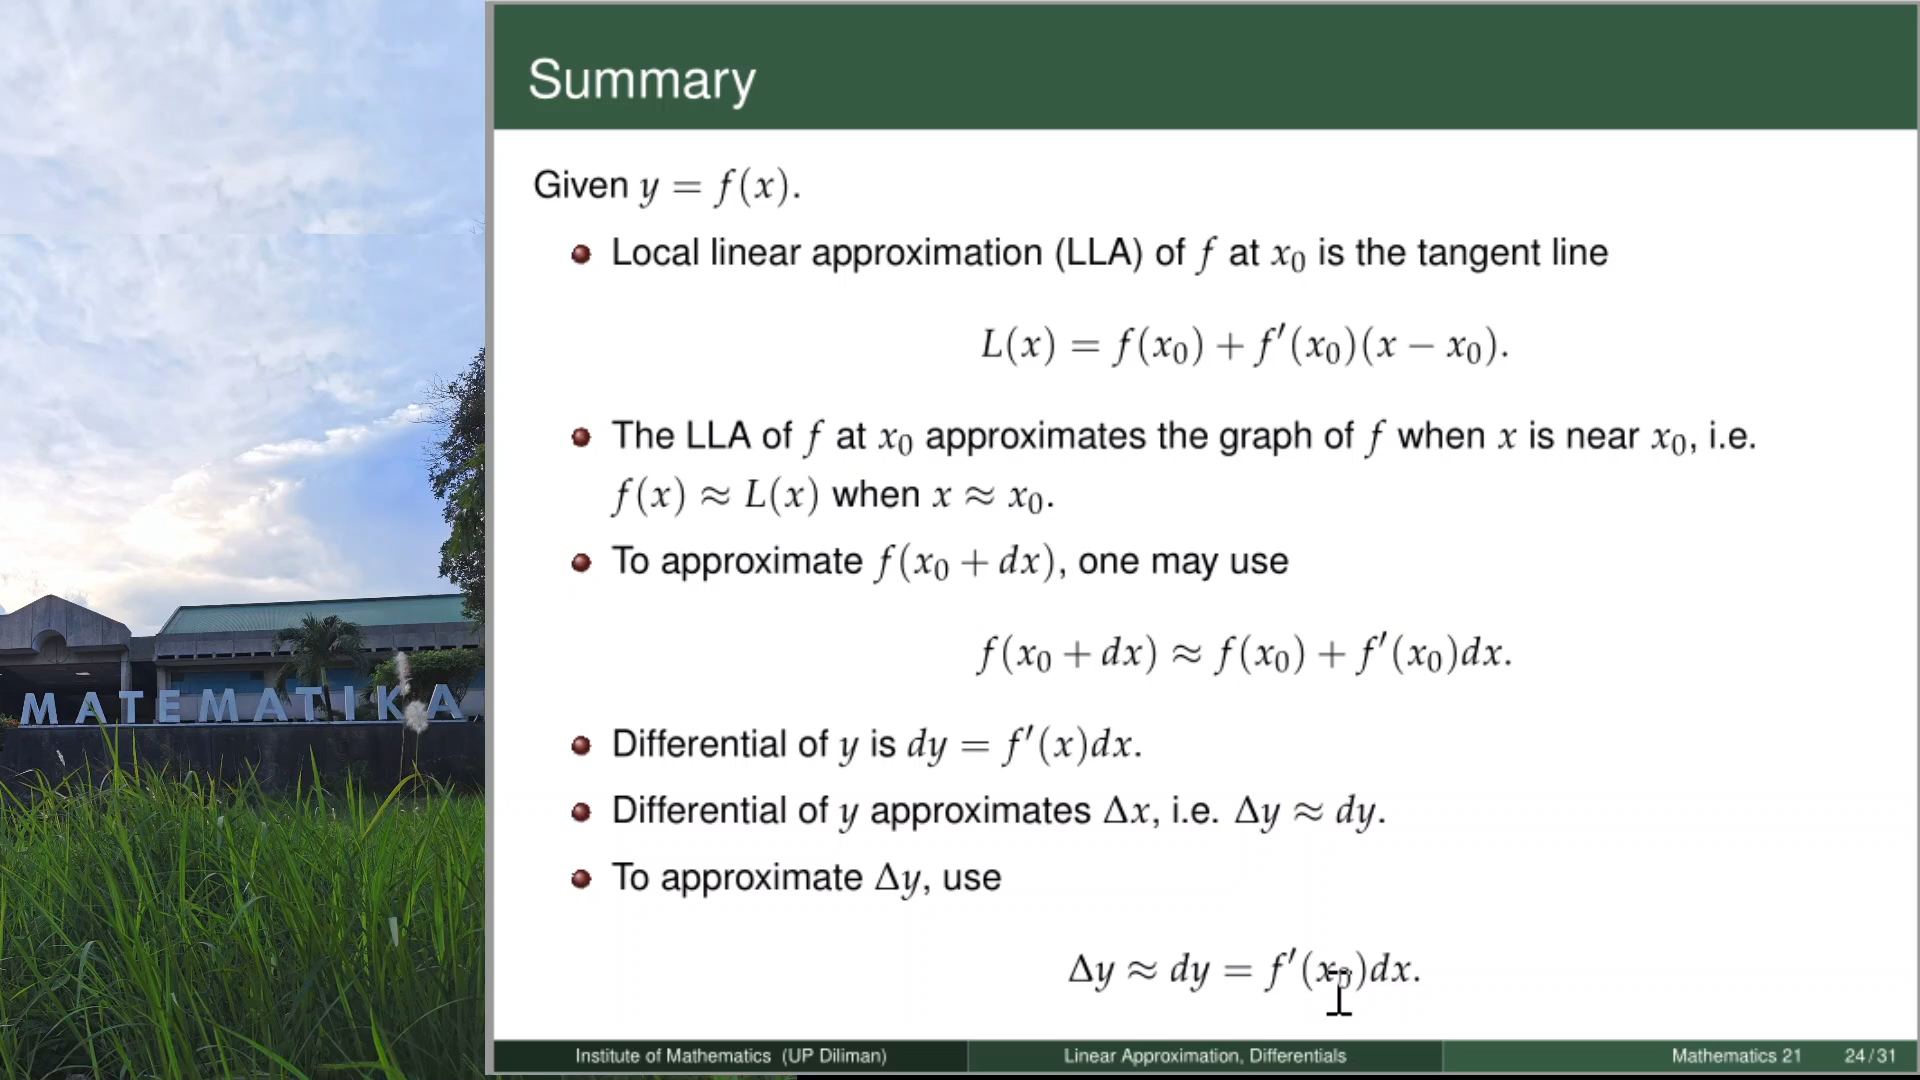 MATEMATIKA
Summary
Given y = f(x).
Local linear approximation (LLA) of f at x₀ is the tangent line
L(x) = f(x₀) + f′(x₀)(x − x₀).
The LLA of f at x₀ approximates the graph of f when x is near x₀, i.e.
f(x) ≈ L(x) when x ≈ x₀.
To approximate f(x₀ + dx), one may use
f(x₀ + dx) ≈ f(x₀) + f′(x₀)dx.
Differential of y is dy = f′(x)dx.
Differential of y approximates Δx, i.e. Δy ≈ dy.
To approximate Δy, use
Δy ≈ dy = f′(x₀)dx.
Institute of Mathematics (UP Diliman)
Linear Approximation, Differentials
Mathematics 21
24 / 31